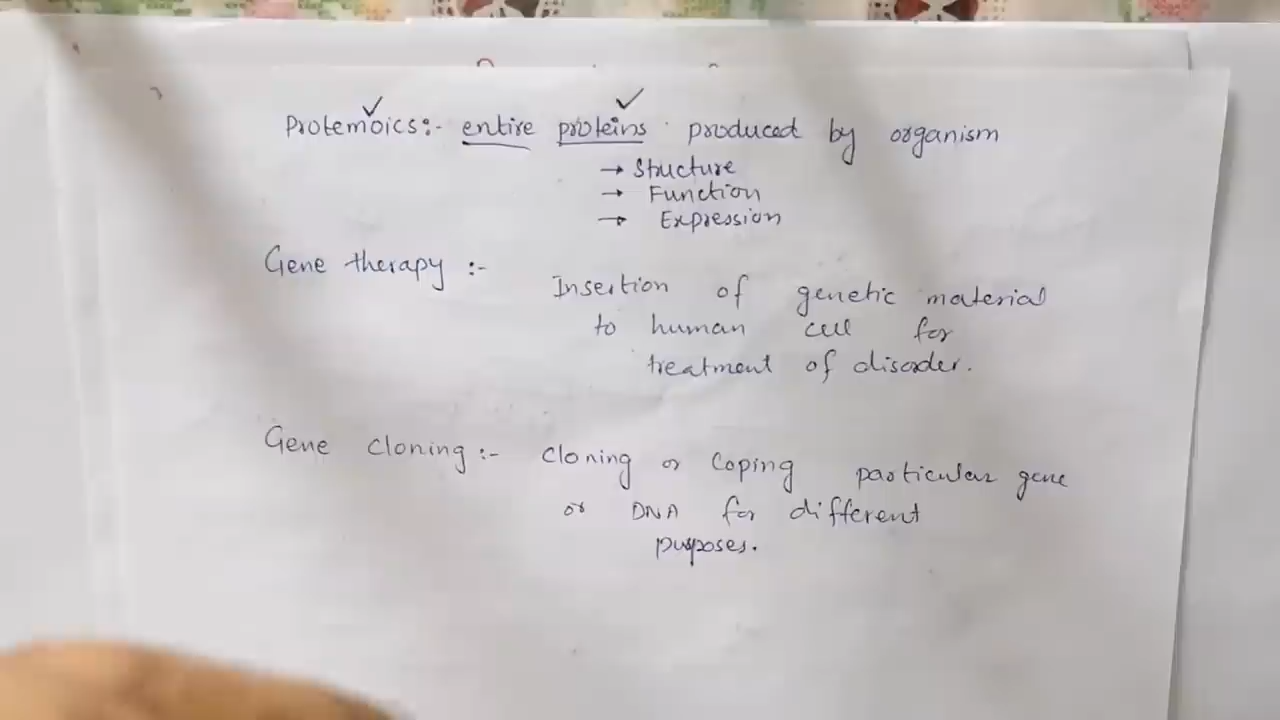 Protemoics:- entire proteins produced by organism
→ Structure
→ Function
→ Expression
Gene therapy :-
Insertion of genetic material
to human cell for
treatment of disorder.
Gene cloning :- cloning or Coping particular gene
or DNA for different
purposes.